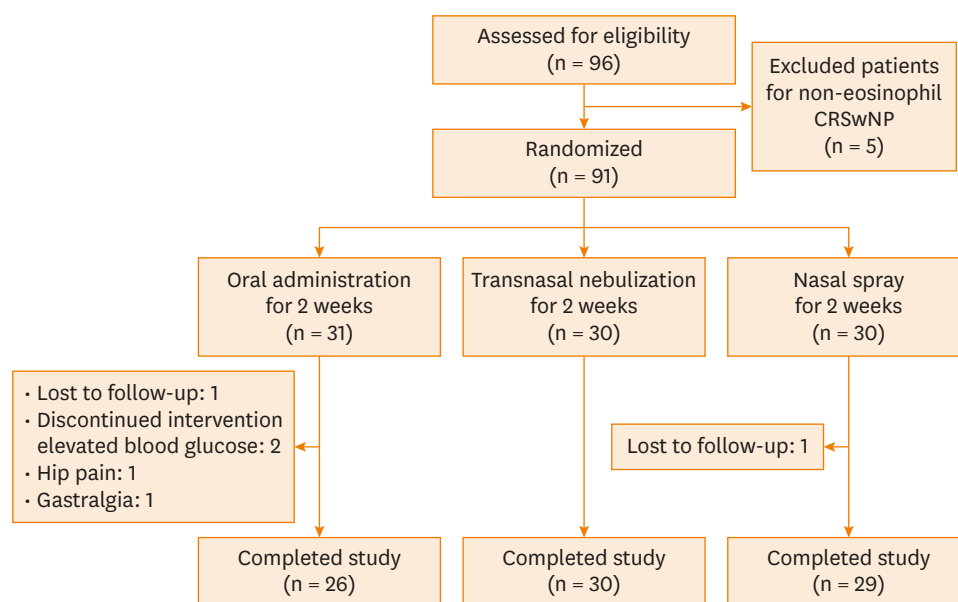 Assessed for eligibility
(n = 96)
Excluded patients
for non-eosinophil
CRSwNP
(n = 5)
Randomized
(n = 91)
Oral administration
for 2 weeks
(n = 31)
Transnasal nebulization
for 2 weeks
(n = 30)
Nasal spray
for 2 weeks
(n = 30)
· Lost to follow-up: 1
· Discontinued intervention
elevated blood glucose: 2
· Hip pain: 1
· Gastralgia: 1
Lost to follow-up: 1
Completed study
(n = 26)
Completed study
(n = 30)
Completed study
(n = 29)